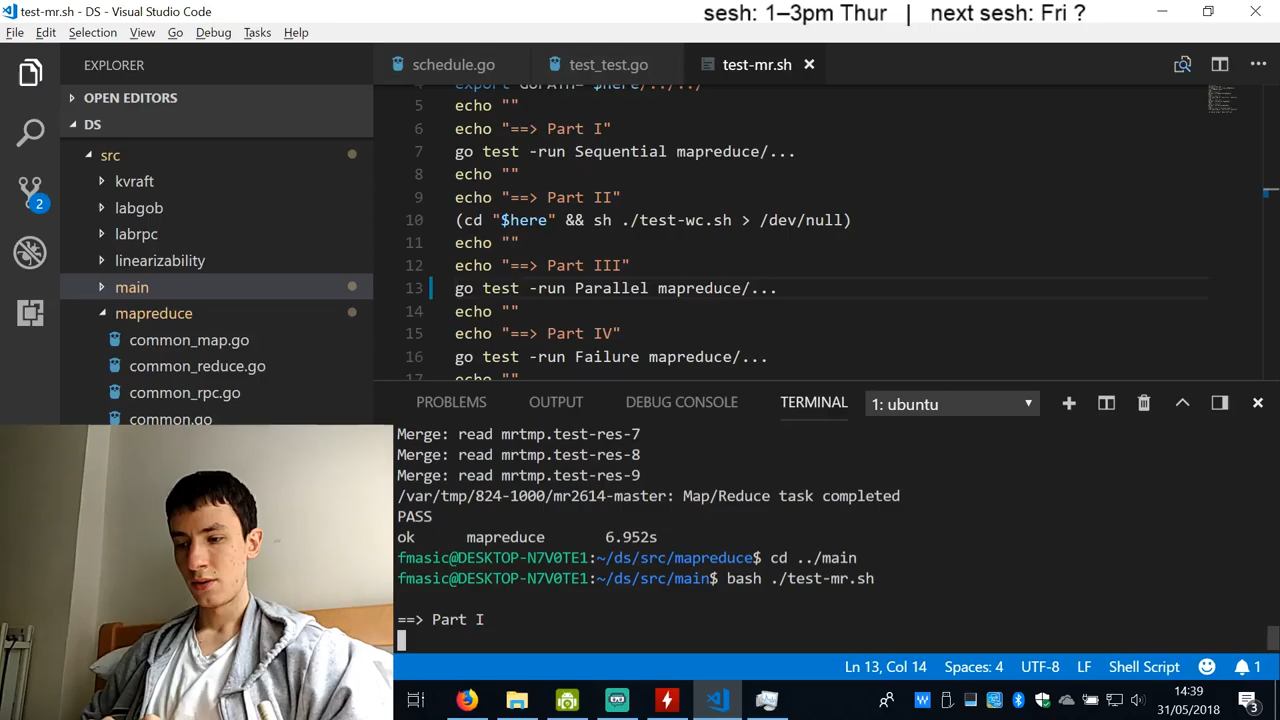 test-mr.sh - Visual Studio Code
sesh: 1–3pm Thur | next sesh: Fri ?
File Edit Selection View Go Debug Tasks Help
EXPLORER
schedule.go test_test.go test-mr.sh
OPEN EDITORS
DS
src
kvraft
labgob
labrpc
linearizability
main
mapreduce
common_map.go
common_reduce.go
common_rpc.go
common.go
2
4 export GOPATH="$here/../../"
5 echo ""
6 echo "==> Part I"
7 go test -run Sequential mapreduce/...
8 echo ""
9 echo "==> Part II"
10 (cd "$here" && sh ./test-wc.sh > /dev/null)
11 echo ""
12 echo "==> Part III"
13 go test -run Parallel mapreduce/...
14 echo ""
15 echo "==> Part IV"
16 go test -run Failure mapreduce/...
17 echo ""
PROBLEMS OUTPUT DEBUG CONSOLE TERMINAL 1: ubuntu
Merge: read mrtmp.test-res-7
Merge: read mrtmp.test-res-8
Merge: read mrtmp.test-res-9
/var/tmp/824-1000/mr2614-master: Map/Reduce task completed
PASS
ok mapreduce 6.952s
fmasic@DESKTOP-N7V0TE1:~/ds/src/mapreduce$ cd ../main
fmasic@DESKTOP-N7V0TE1:~/ds/src/main$ bash ./test-mr.sh
==> Part I
Ln 13, Col 14 Spaces: 4 UTF-8 LF Shell Script 1
14:39
31/05/2018
3